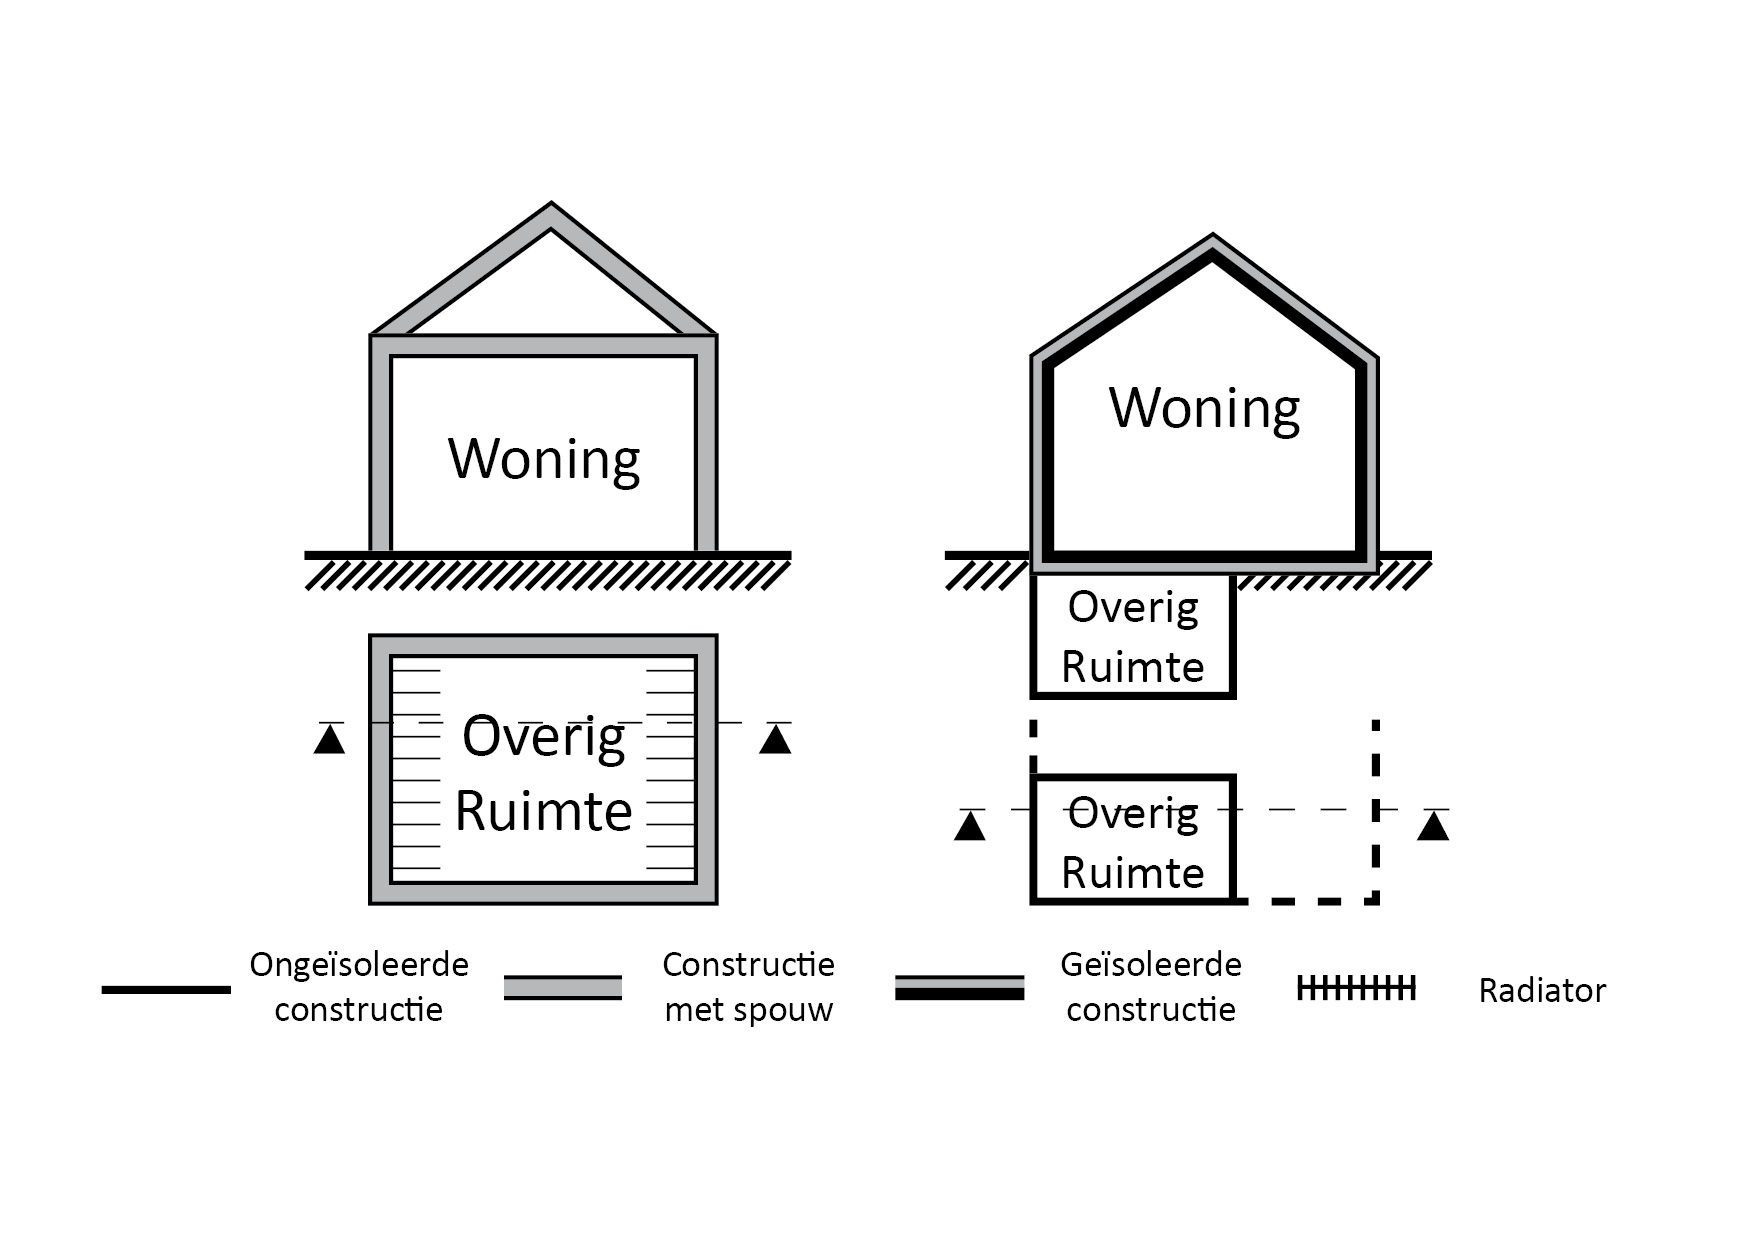 Woning
Overig
Ruimte
Woning
Overig
Ruimte
Overig
Ruimte
Ongeïsoleerde
constructie
Constructie
met spouw
Geïsoleerde
constructie
Radiator